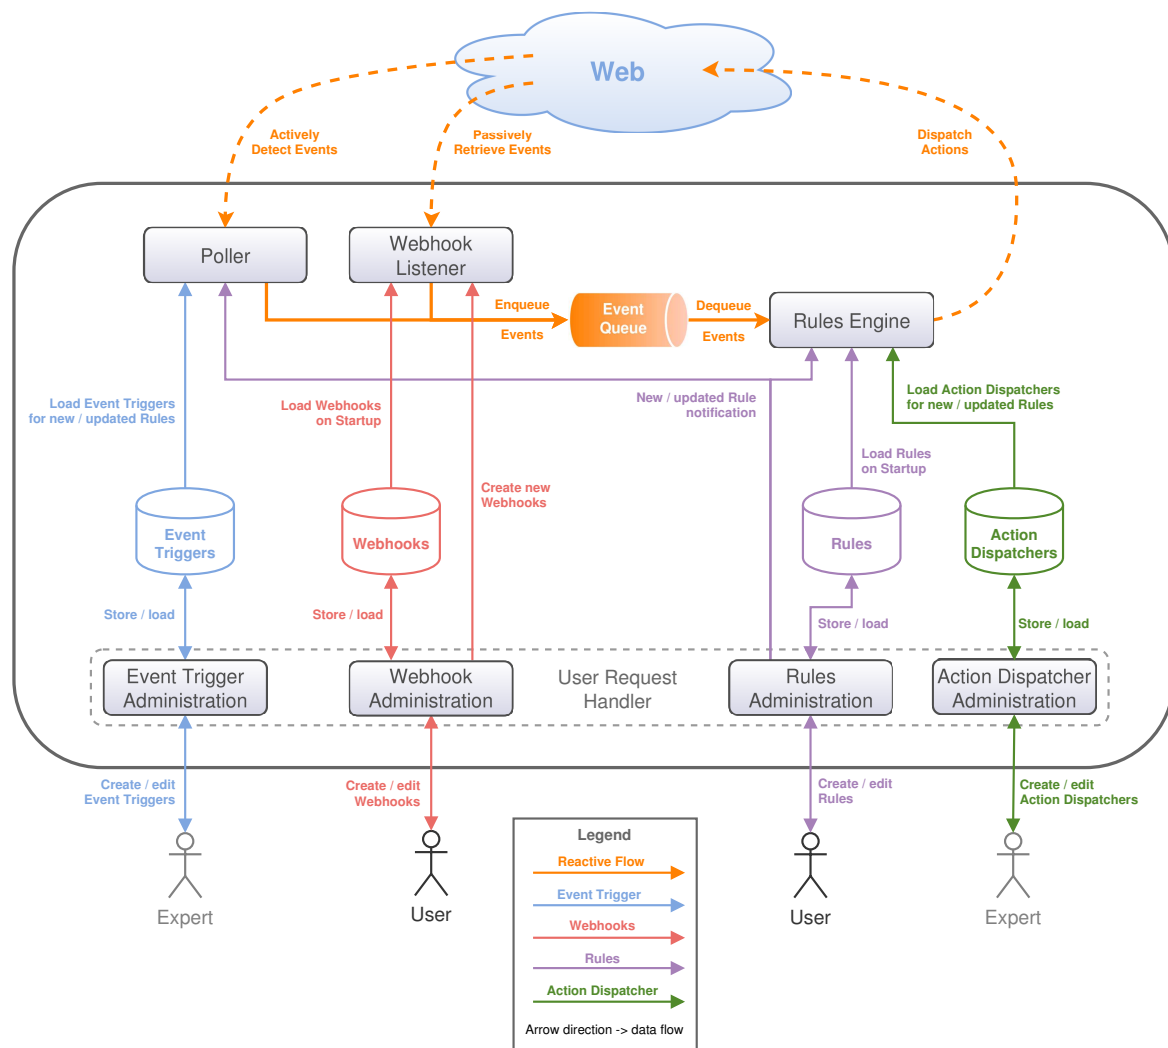 Web
Actively
Detect Events
Passively
Retrieve Events
Dispatch
Actions
Poller
Webhook
Listener
Enqueue
Events
Event
Queue
Dequeue
Events
Rules Engine
Load Event Triggers
for new / updated Rules
Load Webhooks
on Startup
New / updated Rule
notification
Load Action Dispatchers
for new / updated Rules
Load Rules
on Startup
Create new
Webhooks
Event
Triggers
Webhooks
Rules
Action
Dispatchers
Store / load
Store / load
Store / load
Store / load
Event Trigger
Administration
Webhook
Administration
User Request
Handler
Rules
Administration
Action Dispatcher
Administration
Create / edit
Event Triggers
Create / edit
Webhooks
Create / edit
Rules
Create / edit
Action Dispatchers
Expert
User
User
Expert
Legend
Reactive Flow
Event Trigger
Webhooks
Rules
Action Dispatcher
Arrow direction -> data flow